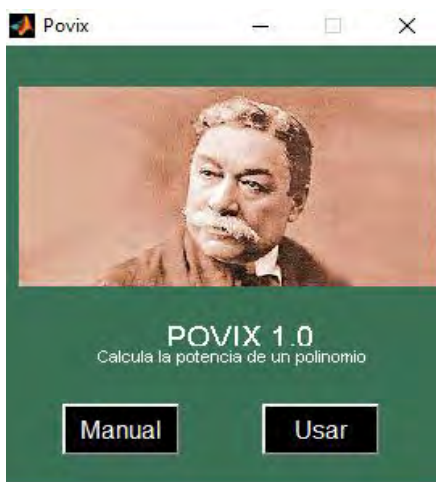 Povix
POVIX 1.0
Calcula la potencia de un polinomio
Manual
Usar